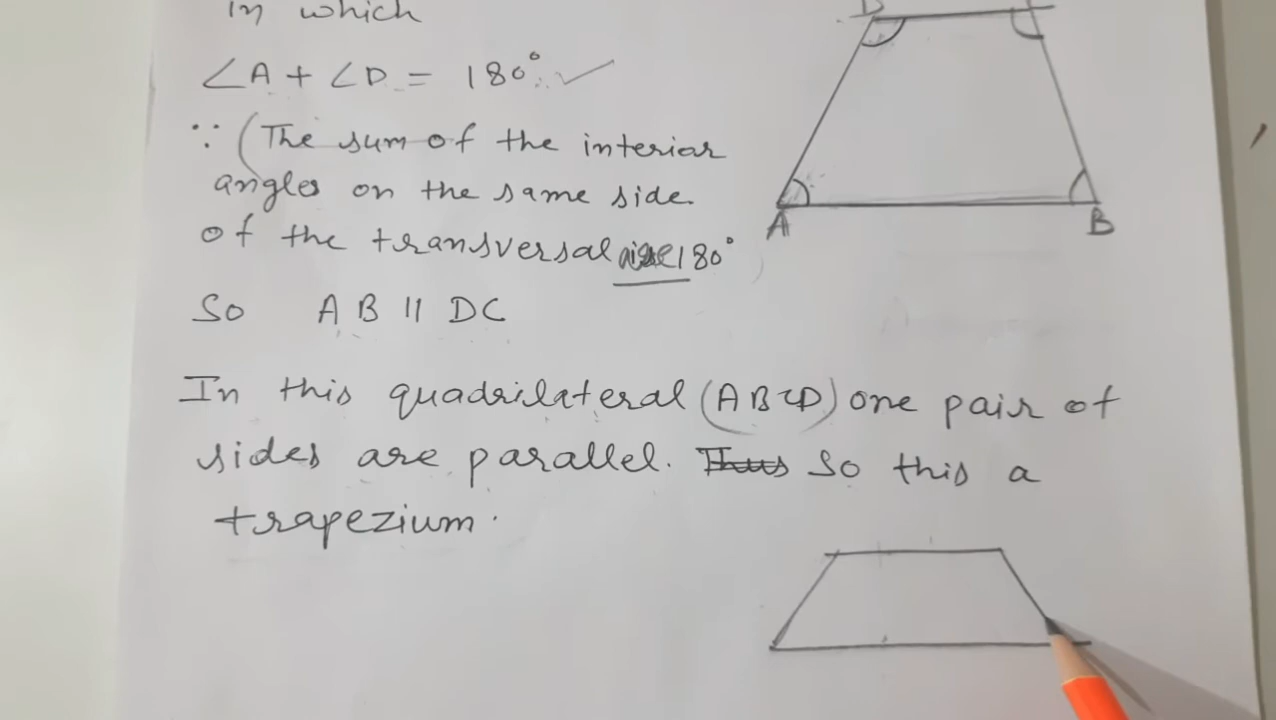 in which
∠A + ∠D = 180°
∵ (The sum of the interior
angles on the same side
of the transversal 180°)
So AB || DC
In this quadrilateral (ABCD) one pair of
sides are parallel. Thus So this a
trapezium.
D
A
B